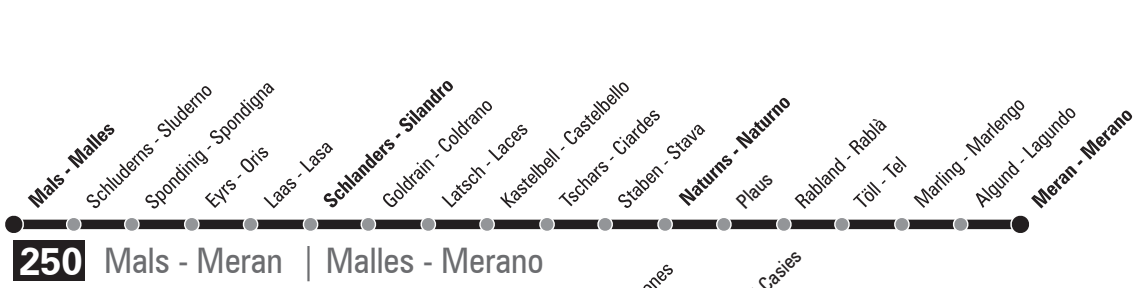 Mals - Malles
Schluderns - Sluderno
Spondinig - Spondigna
Eyrs - Oris
Laas - Lasa
Schlanders - Silandro
Goldrain - Coldrano
Latsch - Laces
Kastelbell - Castelbello
Tschars - Ciardes
Staben - Stava
Naturns - Naturno
Plaus
Rabland - Rablà
Töll - Tel
Marling - Marlengo
Algund - Lagundo
Meran - Merano
250 Mals - Meran | Malles - Merano
Casies